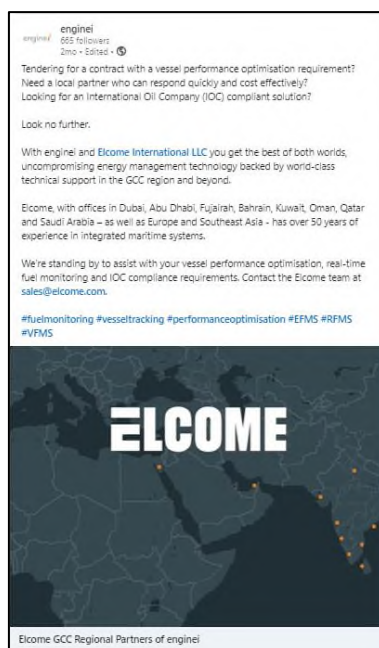 enginei
enginei
665 followers
2mo • Edited •
Tendering for a contract with a vessel performance optimisation requirement?
Need a local partner who can respond quickly and cost effectively?
Looking for an International Oil Company (IOC) compliant solution?
Look no further.
With enginei and Elcome International LLC you get the best of both worlds,
uncompromising energy management technology backed by world-class
technical support in the GCC region and beyond.
Elcome, with offices in Dubai, Abu Dhabi, Fujairah, Bahrain, Kuwait, Oman, Qatar
and Saudi Arabia – as well as Europe and Southeast Asia - has over 50 years of
experience in integrated maritime systems.
We're standing by to assist with your vessel performance optimisation, real-time
fuel monitoring and IOC compliance requirements. Contact the Elcome team at
sales@elcome.com.
#fuelmonitoring #vesseltracking #performanceoptimisation #EFMS #RFMS
#VFMS
ELCOME
Elcome GCC Regional Partners of enginei